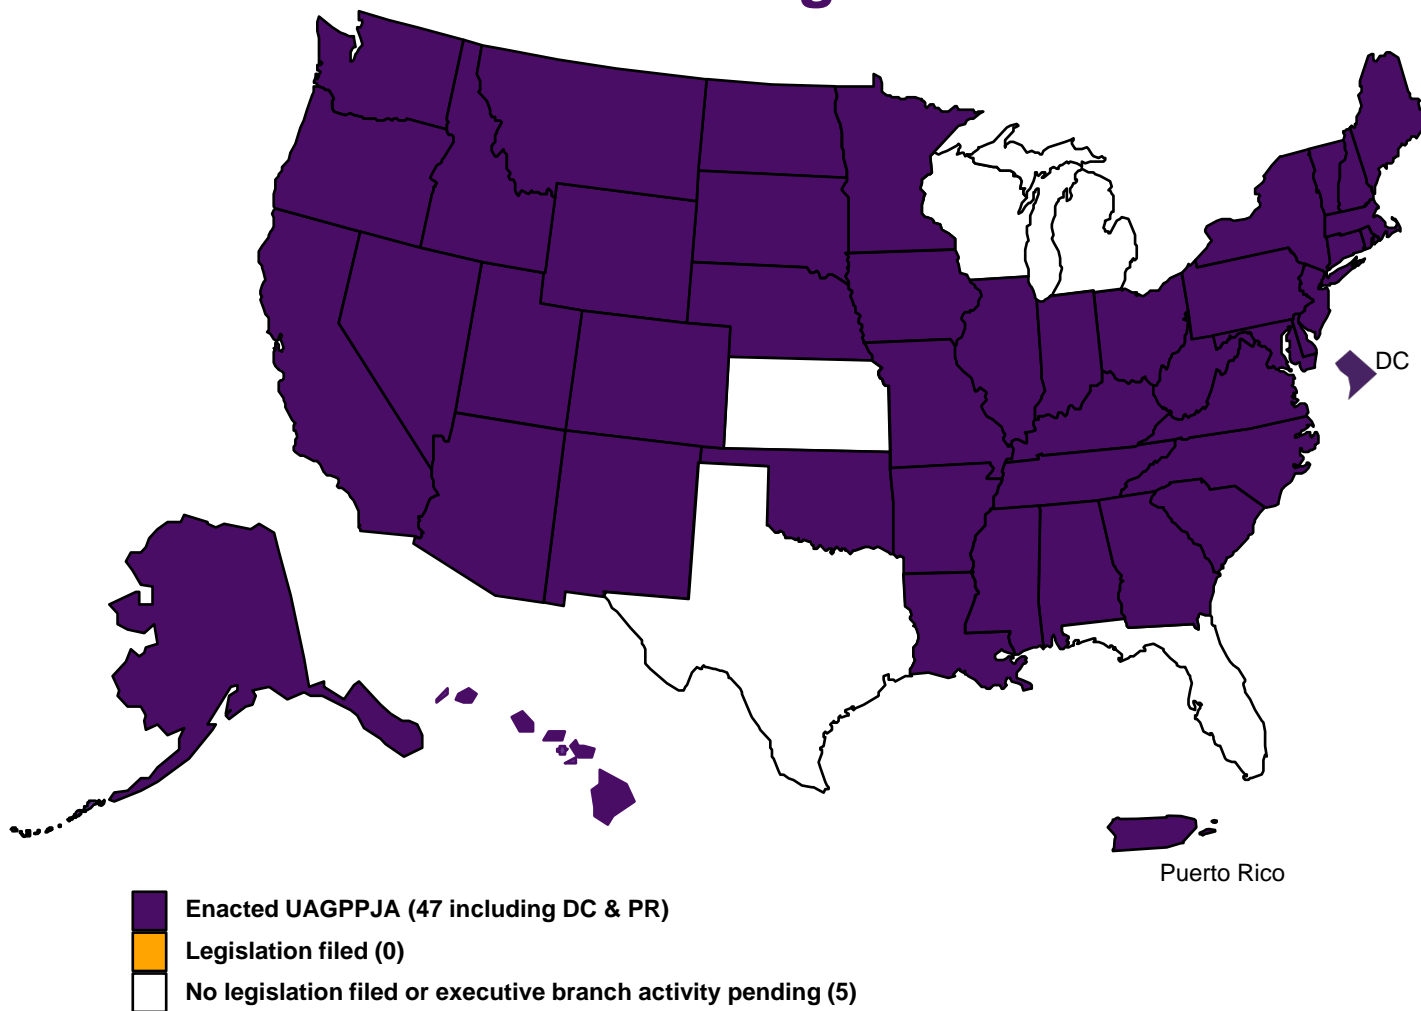 DC
Puerto Rico
Enacted UAGPPJA (47 including DC & PR)
Legislation filed (0)
No legislation filed or executive branch activity pending (5)